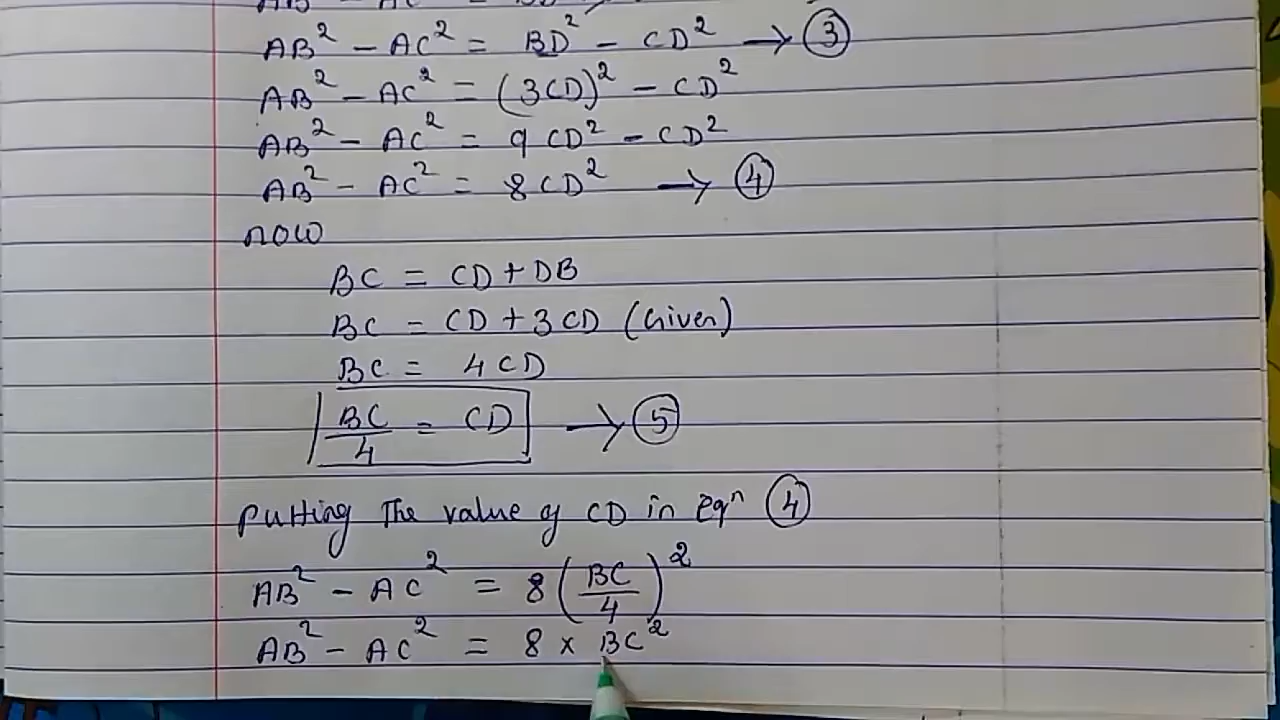 AB² - AC² = BD² - CD² → ③
AB² - AC² = (3CD)² - CD²
AB² - AC² = 9 CD² - CD²
AB² - AC² = 8 CD² → ④
now
BC = CD + DB
BC = CD + 3 CD (Given)
BC = 4 CD
BC/4 = CD → ⑤
putting The value of CD in eqⁿ ④
AB² - AC² = 8 (BC/4)²
AB² - AC² = 8 × BC²